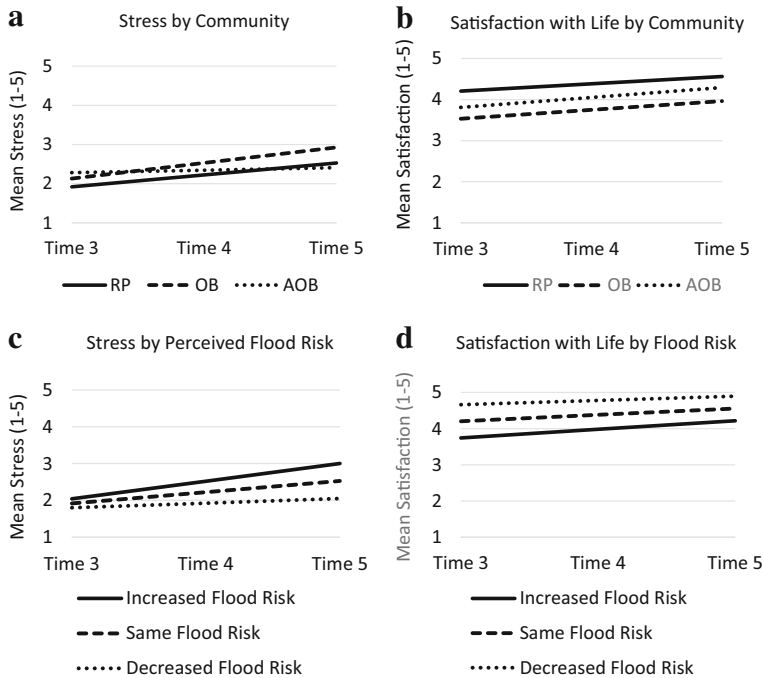 a
Stress by Community
Mean Stress (1-5)
5
4
3
2
1
Time 3 Time 4 Time 5
RP OB AOB
b
Satisfaction with Life by Community
Mean Satisfaction (1-5)
5
4
3
2
1
Time 3 Time 4 Time 5
RP OB AOB
c
Stress by Perceived Flood Risk
Mean Stress (1-5)
5
4
3
2
1
Time 3 Time 4 Time 5
Increased Flood Risk
Same Flood Risk
Decreased Flood Risk
d
Satisfaction with Life by Flood Risk
Mean Satisfaction (1-5)
5
4
3
2
1
Time 3 Time 4 Time 5
Increased Flood Risk
Same Flood Risk
Decreased Flood Risk